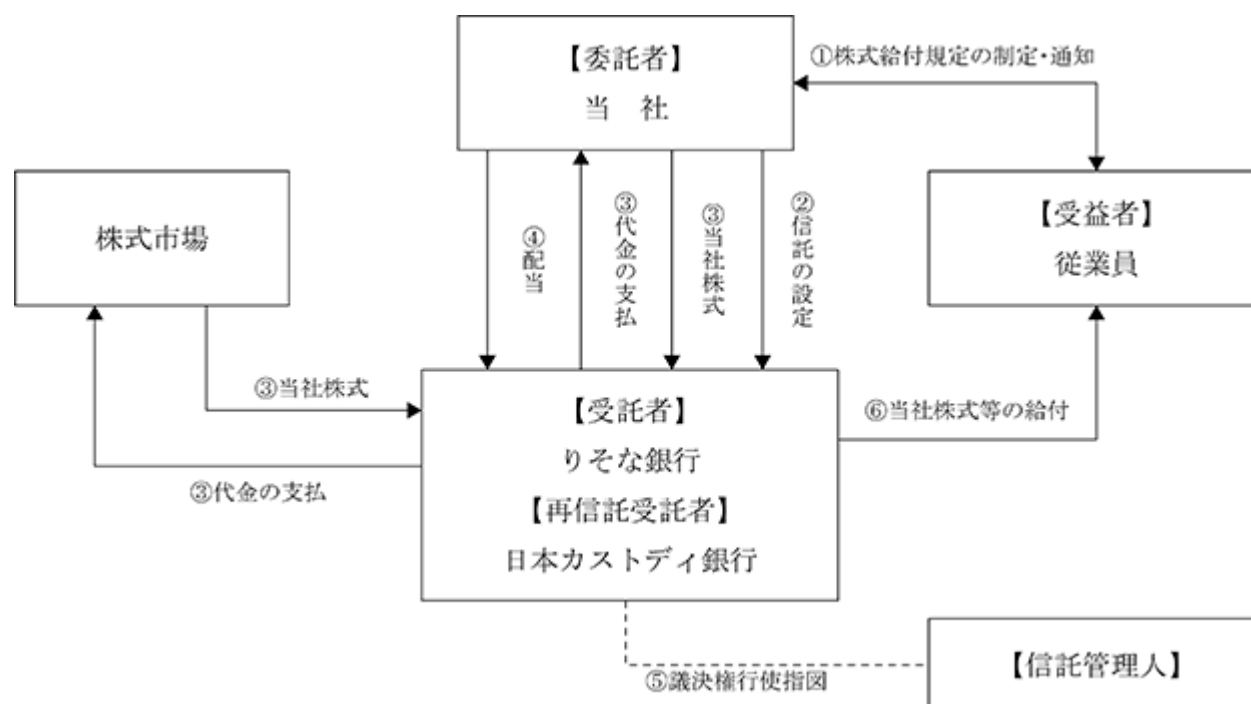 【委託者】
当　社
①株式給付規定の制定・通知
株式市場
④配当
③代金の支払
③当社株式
②信託の設定
【受益者】
従業員
③当社株式
③代金の支払
【受託者】
りそな銀行
【再信託受託者】
日本カストディ銀行
⑥当社株式等の給付
⑤議決権行使指図
【信託管理人】